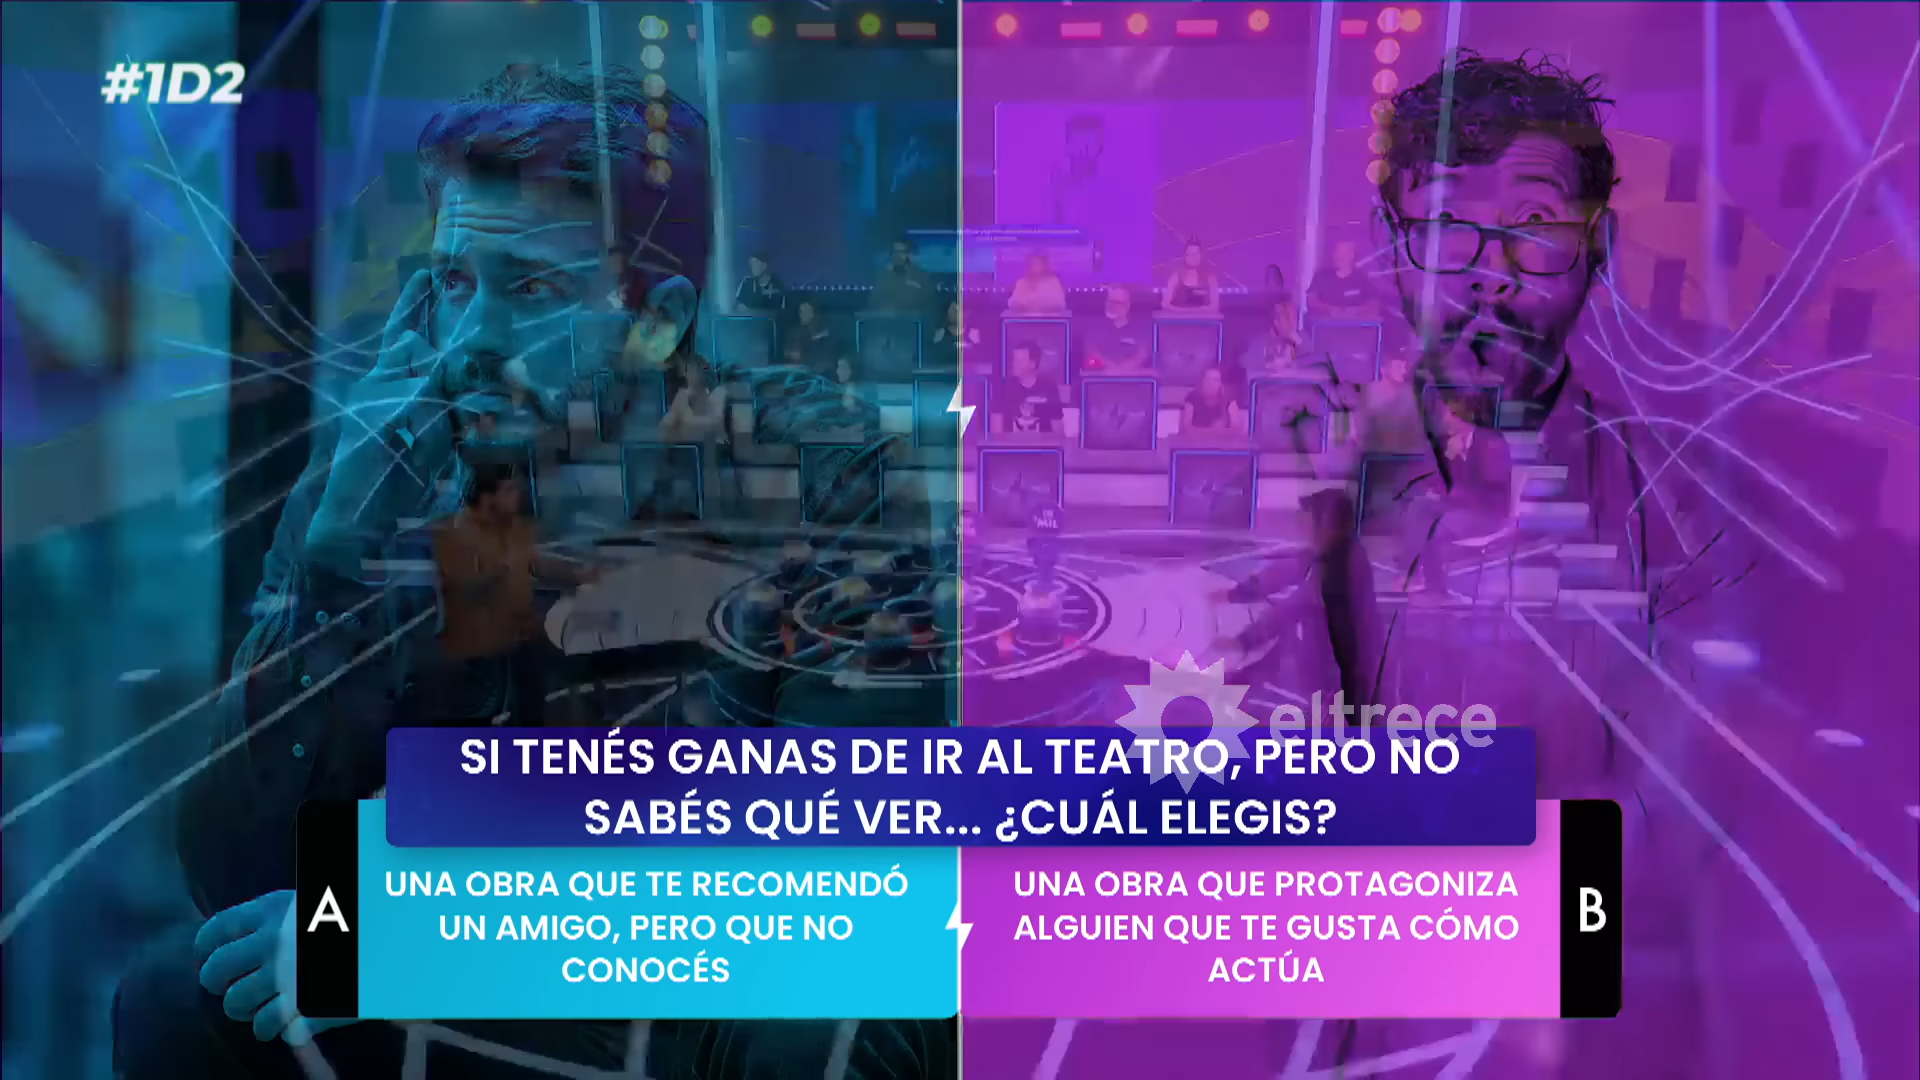 #1D2
eltrece
SI TENÉS GANAS DE IR AL TEATRO, PERO NO
SABÉS QUÉ VER... ¿CUÁL ELEGIS?
A
UNA OBRA QUE TE RECOMENDÓ
UN AMIGO, PERO QUE NO
CONOCÉS
UNA OBRA QUE PROTAGONIZA
ALGUIEN QUE TE GUSTA CÓMO
ACTÚA
B